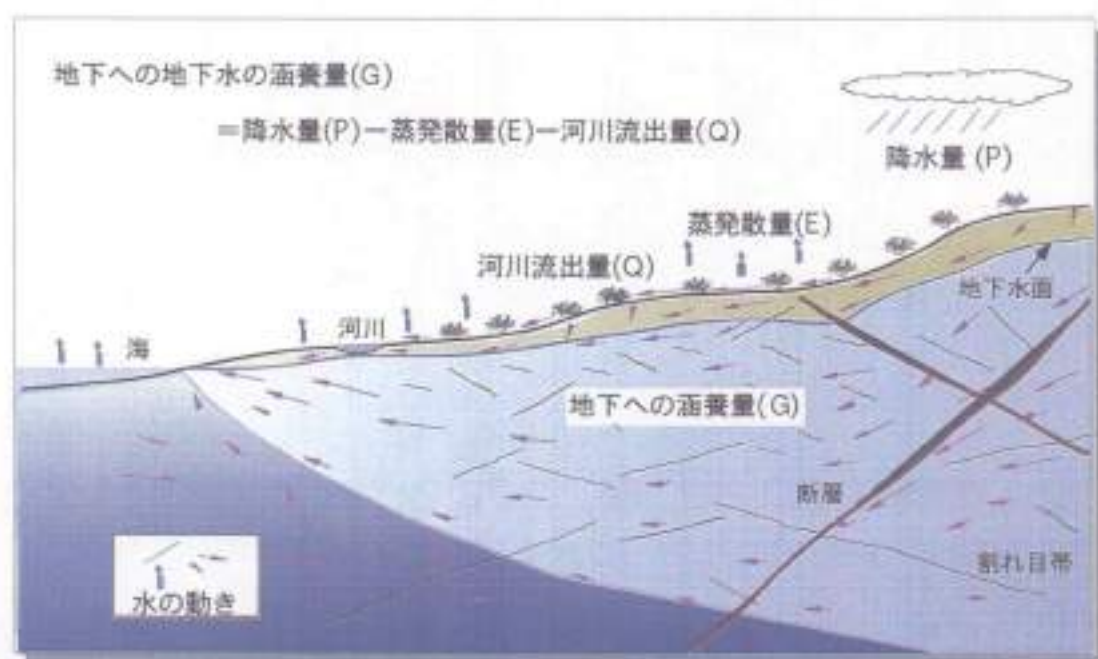 地下への地下水の涵養量(G)
=降水量(P)-蒸発散量(E)-河川流出量(Q)
降水量 (P)
蒸発散量(E)
河川流出量(Q)
地下水面
河川
海
地下への涵養量(G)
断層
割れ目帯
水の動き